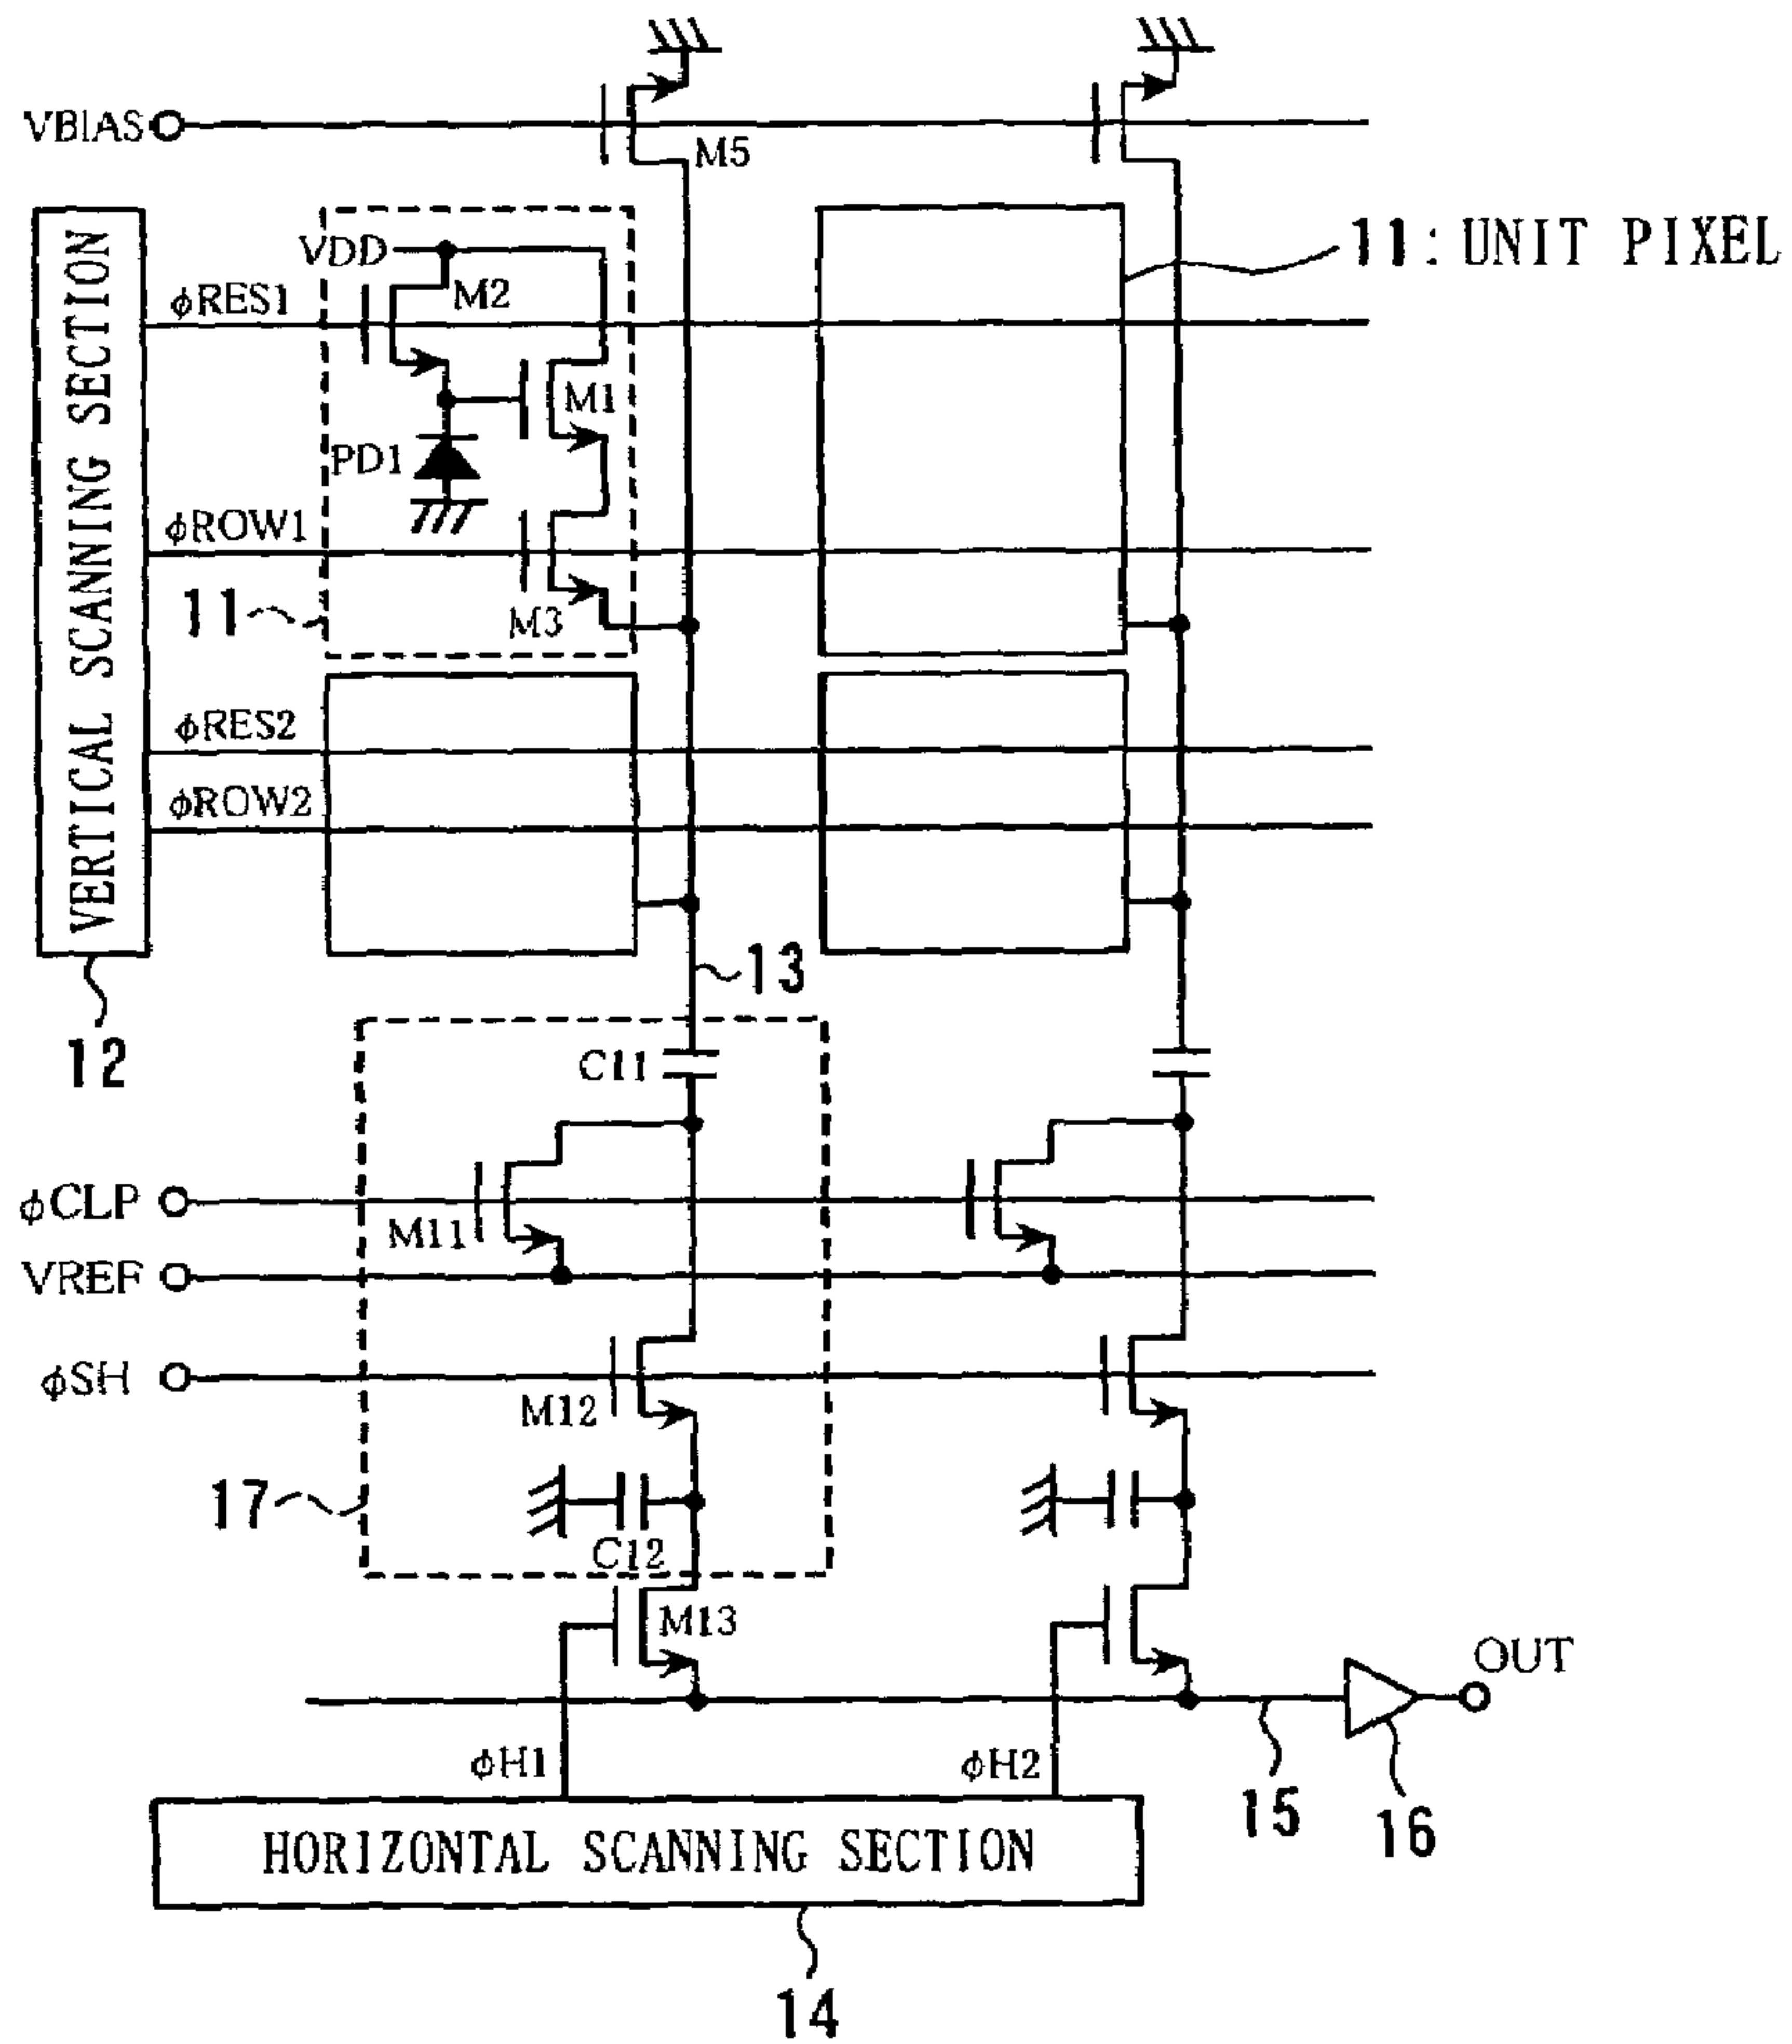 VBIAS
M5
VERTICAL SCANNING SECTION
VDD
M2
11: UNIT PIXEL
φRES1
M1
PD1
φROW1
11
M3
φRES2
φROW2
13
12
C11
φCLP
M11
VREF
φSH
M12
17
C12
M13
OUT
φH1
φH2
15
16
HORIZONTAL SCANNING SECTION
14